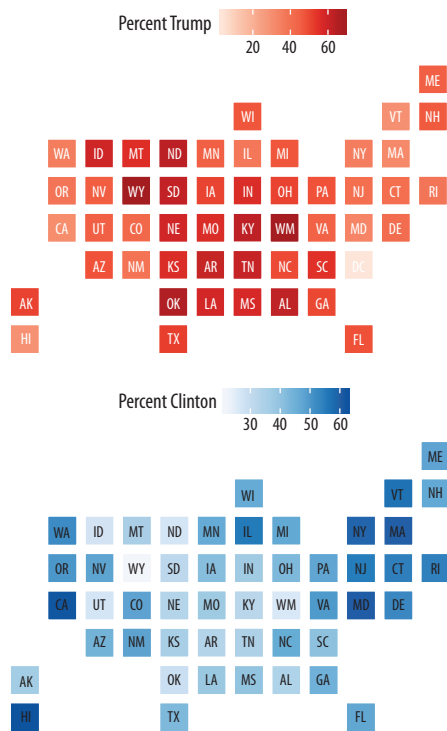 Percent Trump
20 40 60
ME
WI VT NH
WA ID MT ND MN IL MI NY MA
OR NV WY SD IA IN OH PA NJ CT RI
CA UT CO NE MO KY WM VA MD DE
AZ NM KS AR TN NC SC DC
AK OK LA MS AL GA
HI TX FL
Percent Clinton
30 40 50 60
ME
WI VT NH
WA ID MT ND MN IL MI NY MA
OR NV WY SD IA IN OH PA NJ CT RI
CA UT CO NE MO KY WM VA MD DE
AZ NM KS AR TN NC SC
AK OK LA MS AL GA
HI TX FL